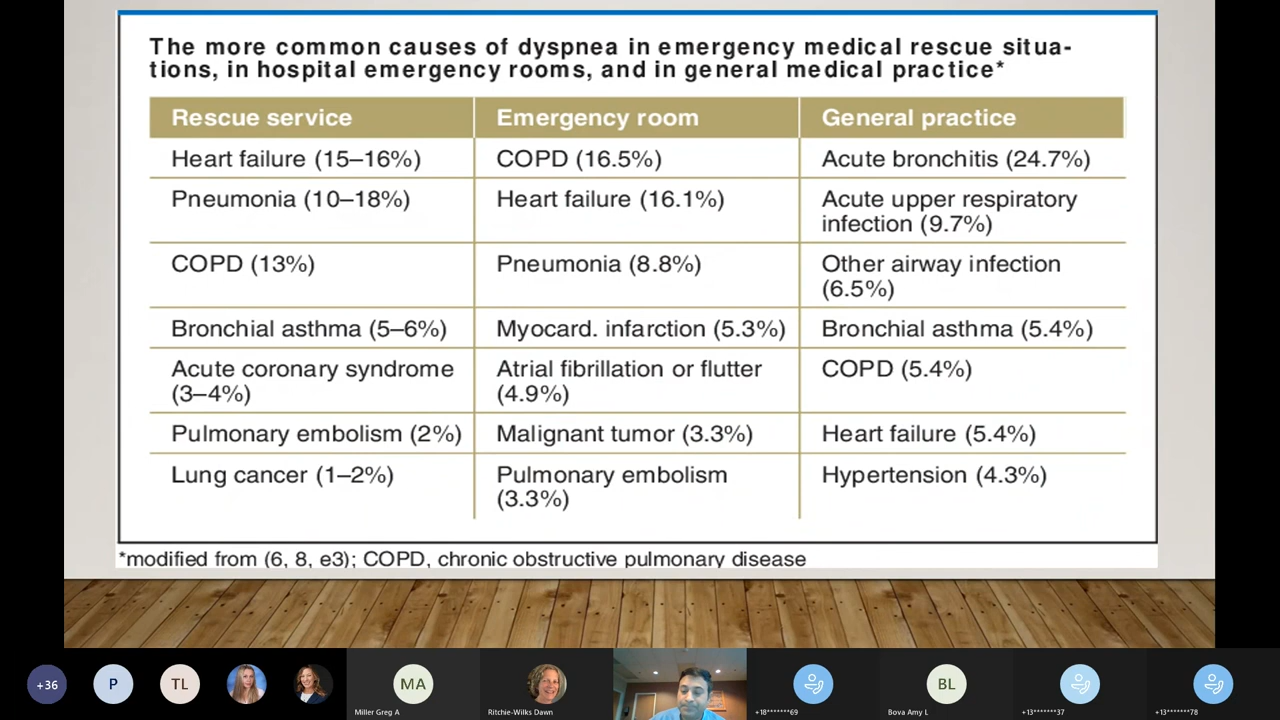 The more common causes of dyspnea in emergency medical rescue situa-
tions, in hospital emergency rooms, and in general medical practice*
Rescue service
Emergency room
General practice
Heart failure (15–16%)
COPD (16.5%)
Acute bronchitis (24.7%)
Pneumonia (10–18%)
Heart failure (16.1%)
Acute upper respiratory
infection (9.7%)
COPD (13%)
Pneumonia (8.8%)
Other airway infection
(6.5%)
Bronchial asthma (5–6%)
Myocard. infarction (5.3%)
Bronchial asthma (5.4%)
Acute coronary syndrome
(3–4%)
Atrial fibrillation or flutter
(4.9%)
COPD (5.4%)
Pulmonary embolism (2%)
Malignant tumor (3.3%)
Heart failure (5.4%)
Lung cancer (1–2%)
Pulmonary embolism
(3.3%)
Hypertension (4.3%)
*modified from (6, 8, e3); COPD, chronic obstructive pulmonary disease
+36
P
TL
MA
Miller Greg A
Ritchie-Wilks Dawn
+18*******69
BL
Bova Amy L
+13*******37
+13*******78